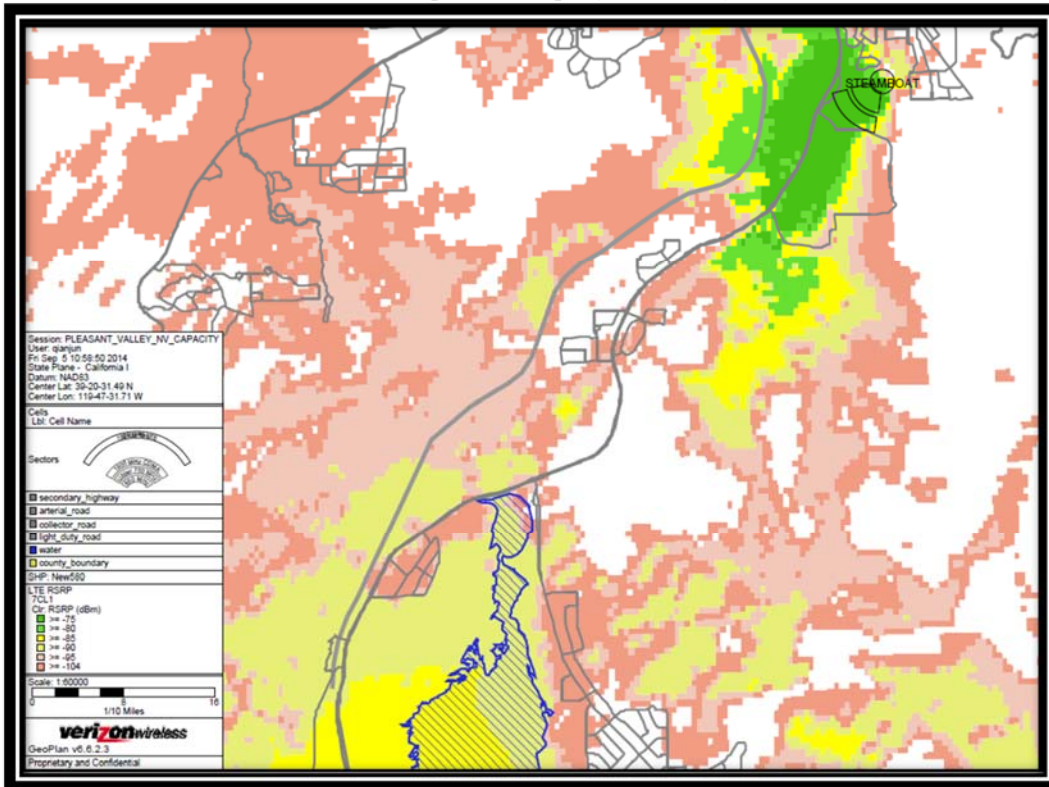 STEAMBOAT
Session: PLEASANT_VALLEY_NV_CAPACITY
User: qianjun
Fri Sep 5 10:58:50 2014
State Plane - California I
Datum: NAD83
Center Lat: 39-20-31.49 N
Center Lon: 119-47-31.71 W
Cells
Lbl: Cell Name
Sectors
secondary_highway
arterial_road
collector_road
light_duty_road
water
county_boundary
SHP: New580
LTE RSRP
7CL1
Clr: RSRP (dBm)
>= -75
>= -80
>= -85
>= -90
>= -95
>= -104
Scale: 1:60000
0 8 16
1/10 Miles
verizonwireless
GeoPlan v6.6.2.3
Proprietary and Confidential